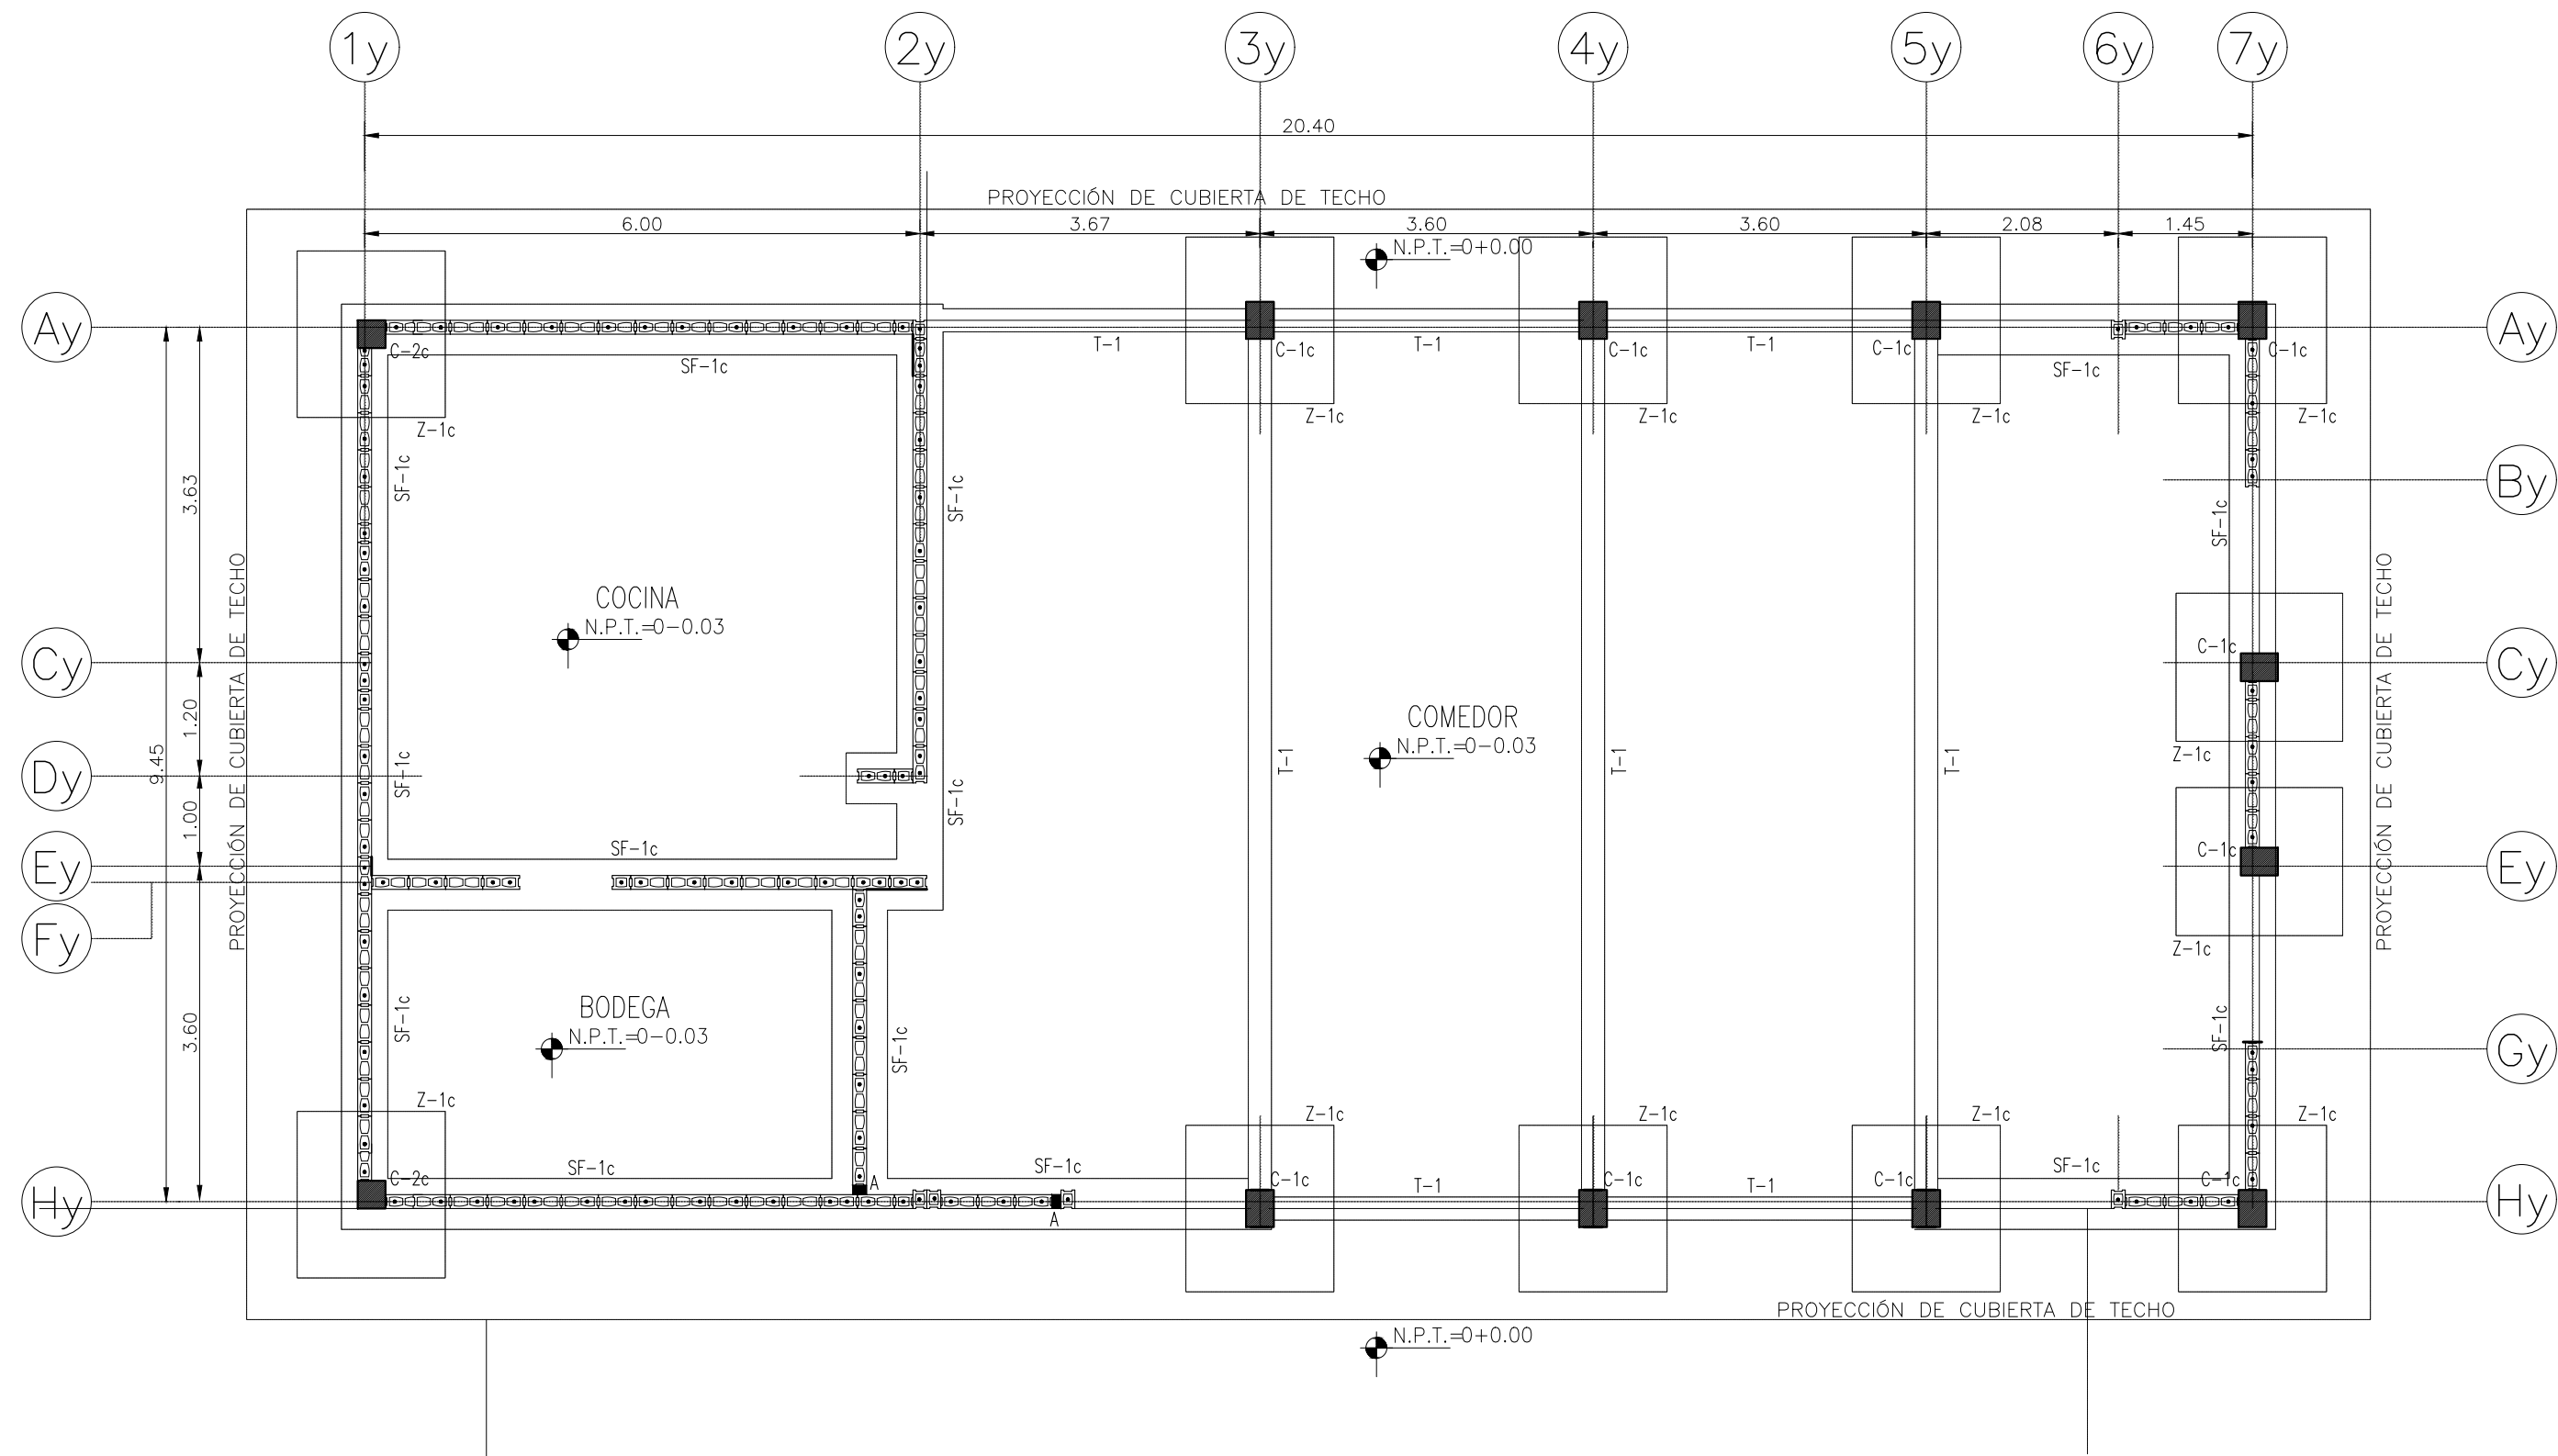 1y 2y 3y 4y 5y 6y 7y
20.40
PROYECCIÓN DE CUBIERTA DE TECHO
6.00 3.67 3.60 3.60 2.08 1.45
N.P.T.=0+0.00
Ay Ay
C-2c SF-1c T-1 C-1c T-1 C-1c T-1 C-1c SF-1c C-1c
Z-1c Z-1c Z-1c Z-1c Z-1c
By
3.63
SF-1c SF-1c SF-1c
COCINA
N.P.T.=0-0.03
PROYECCIÓN DE CUBIERTA DE TECHO
PROYECCIÓN DE CUBIERTA DE TECHO
Cy C-1c Cy
1.20
COMEDOR
N.P.T.=0-0.03
Z-1c
9.45
Dy SF-1c SF-1c T-1 T-1 T-1
1.00
SF-1c C-1c
Ey Ey
Fy Z-1c
BODEGA
N.P.T.=0-0.03
3.60
SF-1c SF-1c SF-1c
Gy
Z-1c Z-1c Z-1c Z-1c Z-1c
C-2c SF-1c A SF-1c C-1c T-1 C-1c T-1 C-1c SF-1c C-1c
Hy A Hy
PROYECCIÓN DE CUBIERTA DE TECHO
N.P.T.=0+0.00